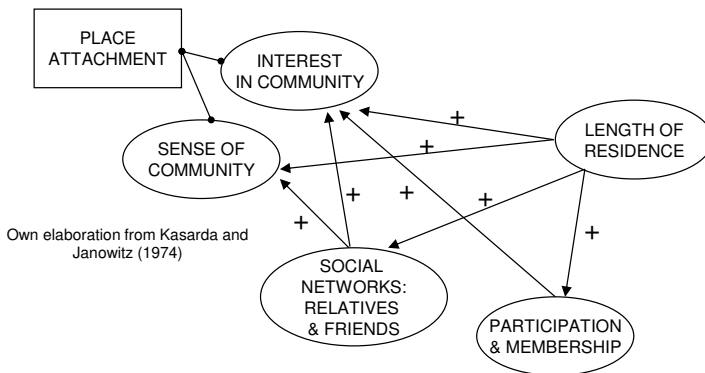 PLACE
ATTACHMENT
INTEREST
IN COMMUNITY
SENSE OF
COMMUNITY
LENGTH OF
RESIDENCE
+
+
+
+
+
+
+
Own elaboration from Kasarda and
Janowitz (1974)
SOCIAL
NETWORKS:
RELATIVES
& FRIENDS
PARTICIPATION
& MEMBERSHIP